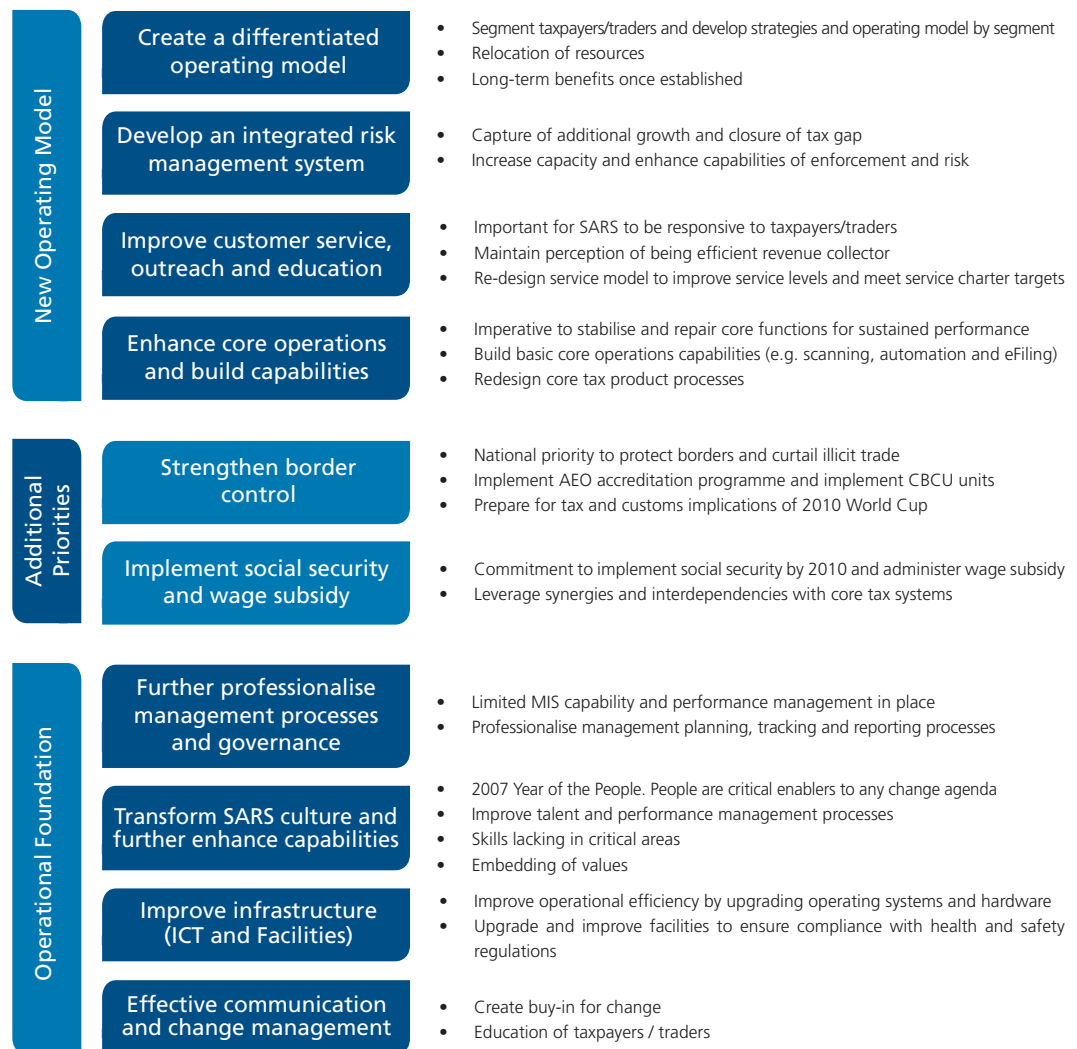 New Operating Model
Create a differentiated
operating model
• Segment taxpayers/traders and develop strategies and operating model by segment
• Relocation of resources
• Long-term benefits once established
Develop an integrated risk
management system
• Capture of additional growth and closure of tax gap
• Increase capacity and enhance capabilities of enforcement and risk
Improve customer service,
outreach and education
• Important for SARS to be responsive to taxpayers/traders
• Maintain perception of being efficient revenue collector
• Re-design service model to improve service levels and meet service charter targets
Enhance core operations
and build capabilities
• Imperative to stabilise and repair core functions for sustained performance
• Build basic core operations capabilities (e.g. scanning, automation and eFiling)
• Redesign core tax product processes
Additional
Priorities
Strengthen border
control
• National priority to protect borders and curtail illicit trade
• Implement AEO accreditation programme and implement CBCU units
• Prepare for tax and customs implications of 2010 World Cup
Implement social security
and wage subsidy
• Commitment to implement social security by 2010 and administer wage subsidy
• Leverage synergies and interdependencies with core tax systems
Operational Foundation
Further professionalise
management processes
and governance
• Limited MIS capability and performance management in place
• Professionalise management planning, tracking and reporting processes
Transform SARS culture and
further enhance capabilities
• 2007 Year of the People. People are critical enablers to any change agenda
• Improve talent and performance management processes
• Skills lacking in critical areas
• Embedding of values
Improve infrastructure
(ICT and Facilities)
• Improve operational efficiency by upgrading operating systems and hardware
• Upgrade and improve facilities to ensure compliance with health and safety
regulations
Effective communication
and change management
• Create buy-in for change
• Education of taxpayers / traders